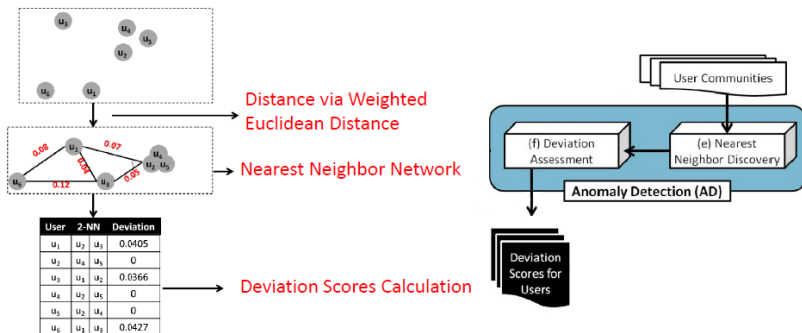 u₃
u₄
u₅
u₂
u₆
u₁
Distance via Weighted
Euclidean Distance
u₁
0.08
0.07
0.04
u₄
u₂
u₅
0.05
u₆
u₃
0.12
Nearest Neighbor Network
User 2-NN Deviation
u₁ u₂ u₃ 0.0405
u₂ u₄ u₅ 0
u₃ u₁ u₂ 0.0366
u₄ u₂ u₅ 0
u₅ u₂ u₄ 0
u₆ u₁ u₃ 0.0427
Deviation Scores Calculation
User Communities
(f) Deviation
Assessment
(e) Nearest
Neighbor Discovery
Anomaly Detection (AD)
Deviation
Scores for
Users